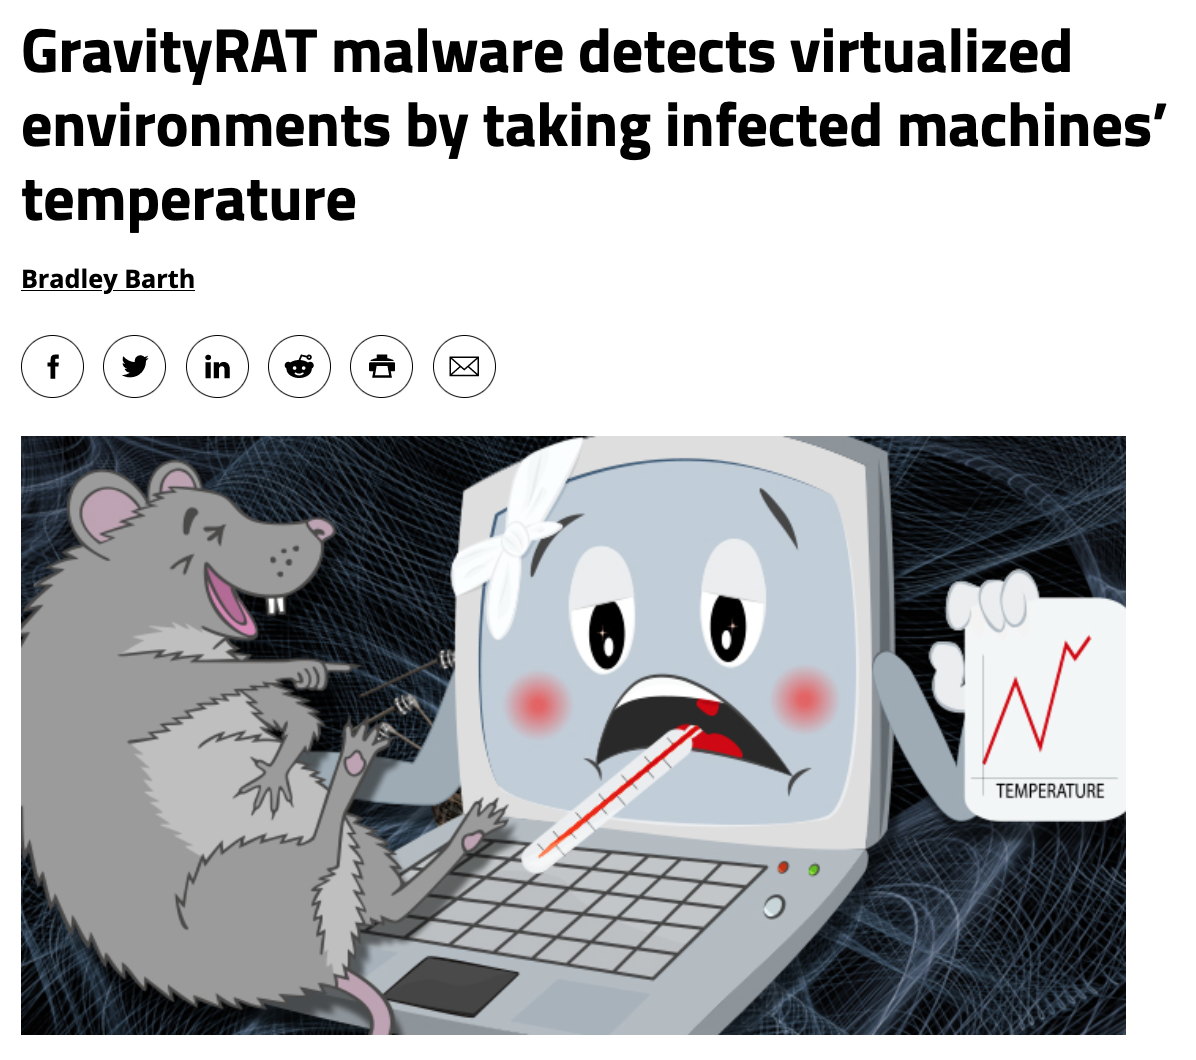 GravityRAT malware detects virtualized
environments by taking infected machines’
temperature
Bradley Barth
f
in
TEMPERATURE